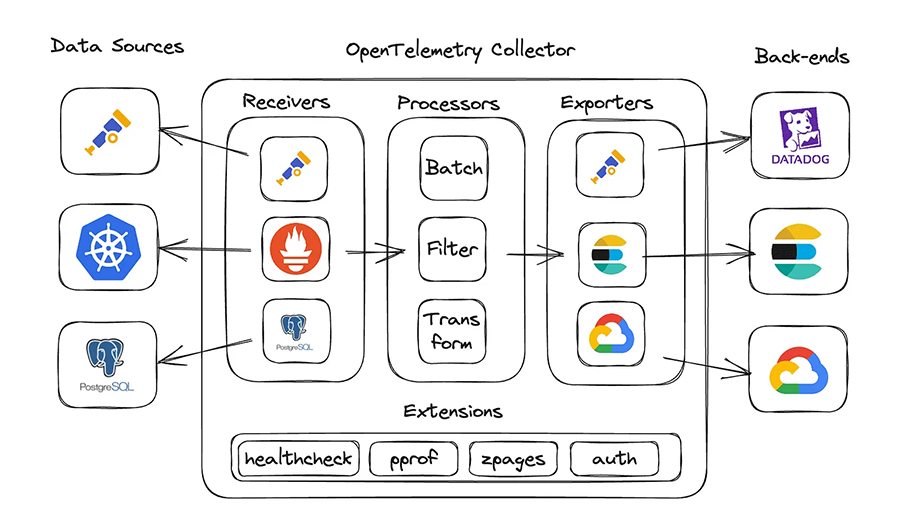 Data Sources
OpenTelemetry Collector
Back-ends
Receivers
Processors
Exporters
Batch
Filter
Trans
form
PostgreSQL
PostgreSQL
DATADOG
Extensions
healthcheck
pprof
zpages
auth